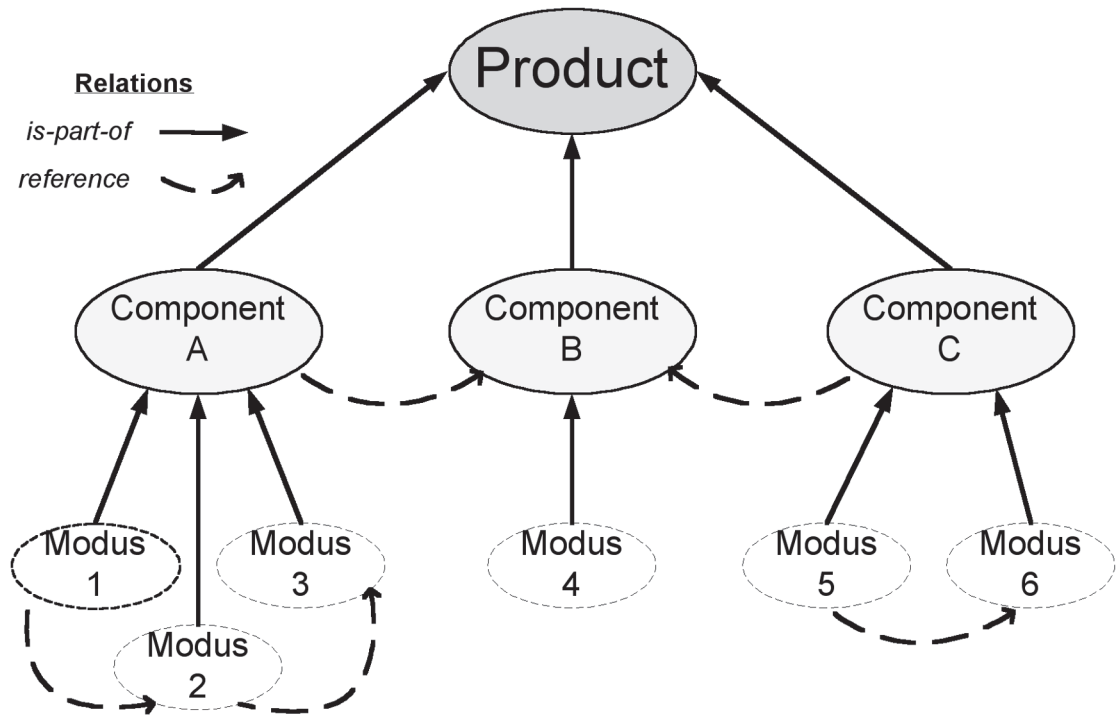 Product
Relations
is-part-of
reference
Component
A
Component
B
Component
C
Modus
1
Modus
2
Modus
3
Modus
4
Modus
5
Modus
6